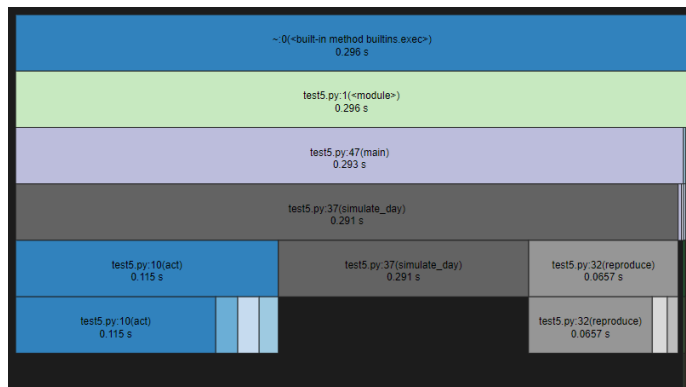 ~:0(<built-in method builtins.exec>)
0.296 s
test5.py:1(<module>)
0.296 s
test5.py:47(main)
0.293 s
test5.py:37(simulate_day)
0.291 s
test5.py:10(act)
0.115 s
test5.py:37(simulate_day)
0.291 s
test5.py:32(reproduce)
0.0657 s
test5.py:10(act)
0.115 s
test5.py:32(reproduce)
0.0657 s